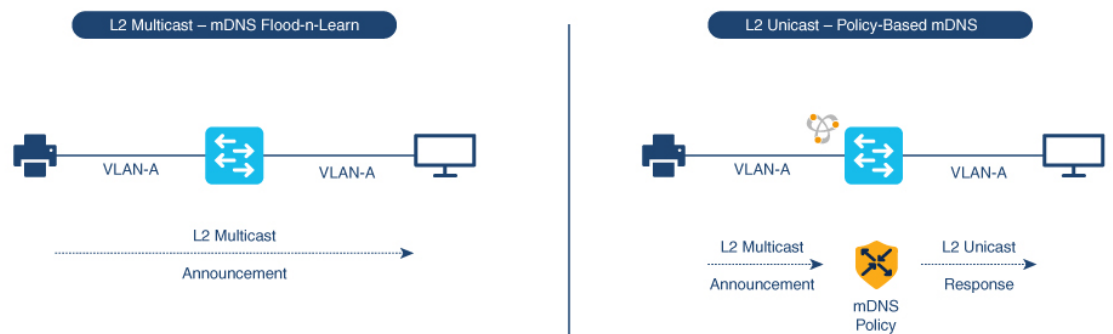 L2 Multicast – mDNS Flood-n-Learn
VLAN-A
VLAN-A
L2 Multicast
Announcement
L2 Unicast – Policy-Based mDNS
VLAN-A
VLAN-A
L2 Multicast
Announcement
mDNS
Policy
L2 Unicast
Response